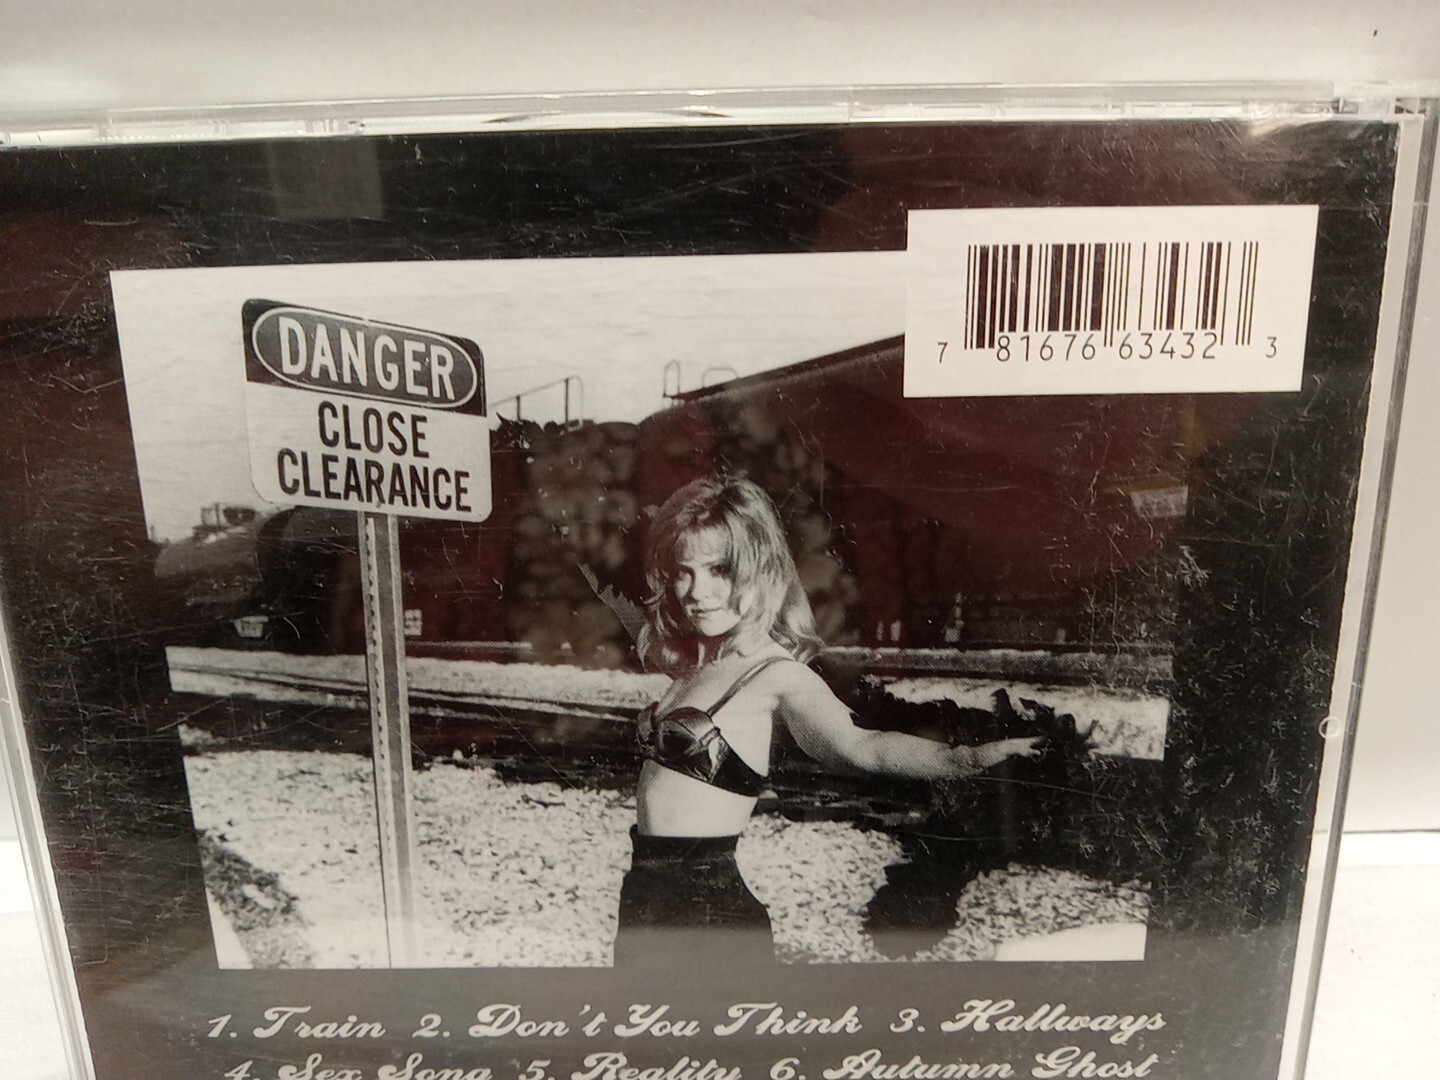 DANGER
CLOSE
CLEARANCE
7 81676 63432 3
1. Train 2. Don't You Think 3. Hallways
4. Sex Song 5. Reality 6. Autumn Ghost